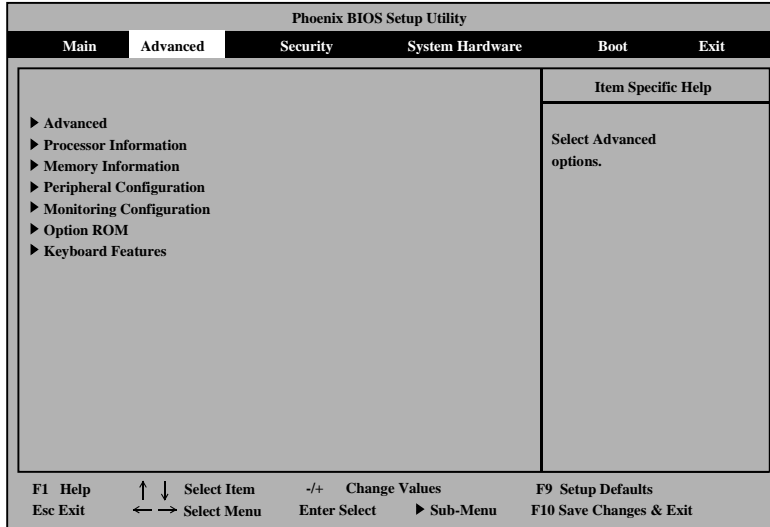 Phoenix BIOS Setup Utility
Main Advanced Security System Hardware Boot Exit
Item Specific Help
Select Advanced
options.
▶ Advanced
▶ Processor Information
▶ Memory Information
▶ Peripheral Configuration
▶ Monitoring Configuration
▶ Option ROM
▶ Keyboard Features
F1 Help ↑ ↓ Select Item -/+ Change Values F9 Setup Defaults
Esc Exit ← → Select Menu Enter Select ▶ Sub-Menu F10 Save Changes & Exit